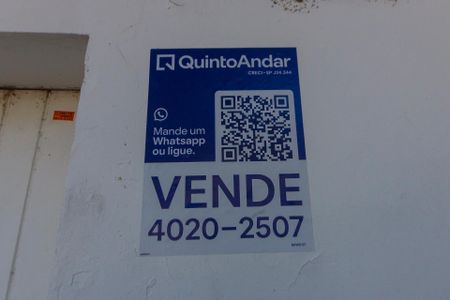 QuintoAndar
CRECI-SP J24.344
Mande um
Whatsapp
ou ligue.
VENDE
4020-2507